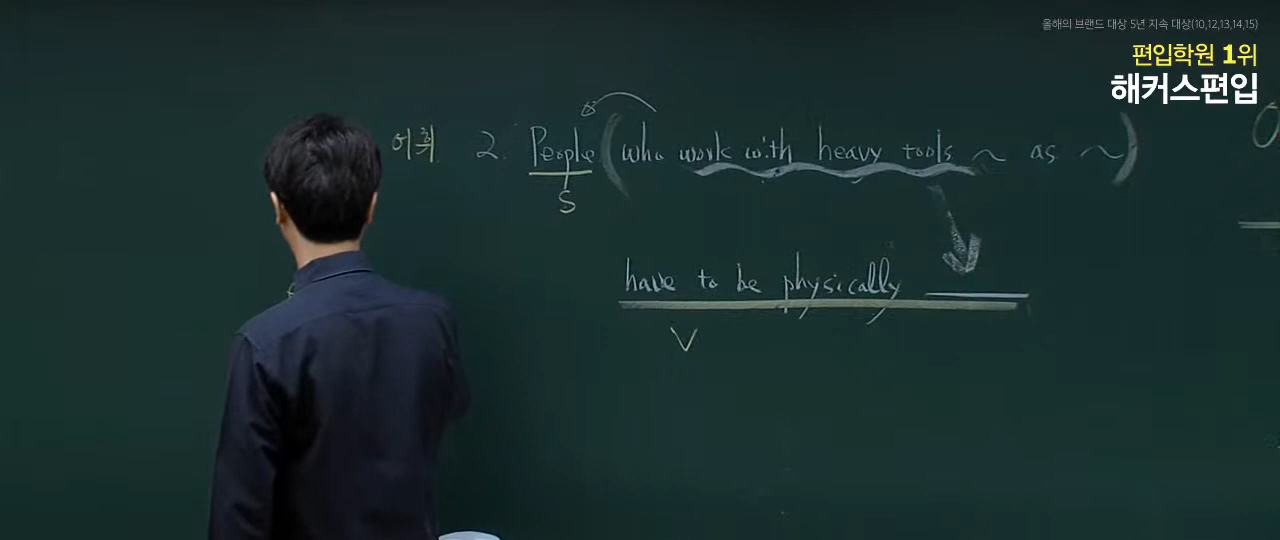 올해의 브랜드 대상 5년 지속 대상(10,12,13,14,15)
편입학원 1위
해커스편입
어휘 2. People (who work with heavy tools ~ as ~)
S
have to be physically ____
V